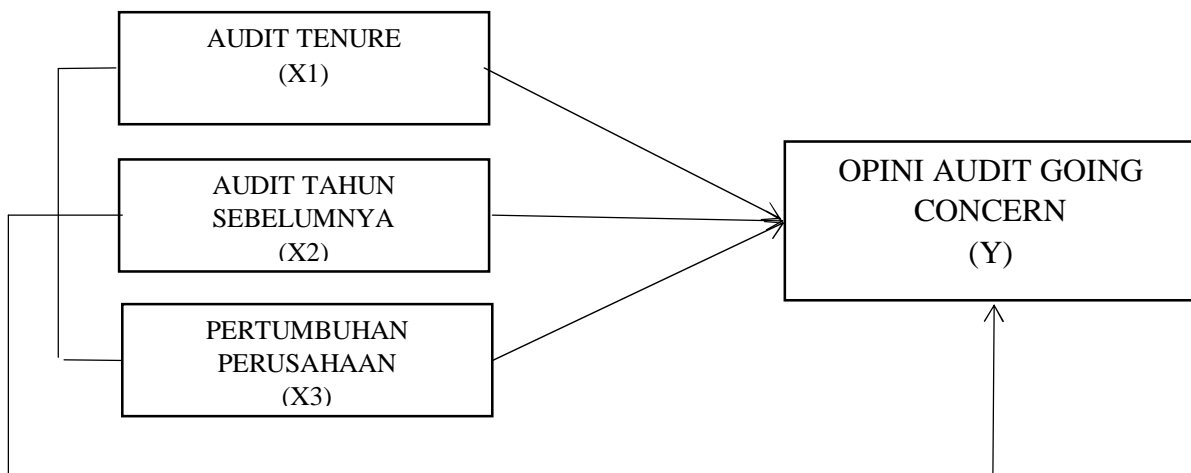 AUDIT TENURE
(X1)
AUDIT TAHUN
SEBELUMNYA
(X2)
PERTUMBUHAN
PERUSAHAAN
(X3)
OPINI AUDIT GOING
CONCERN
(Y)